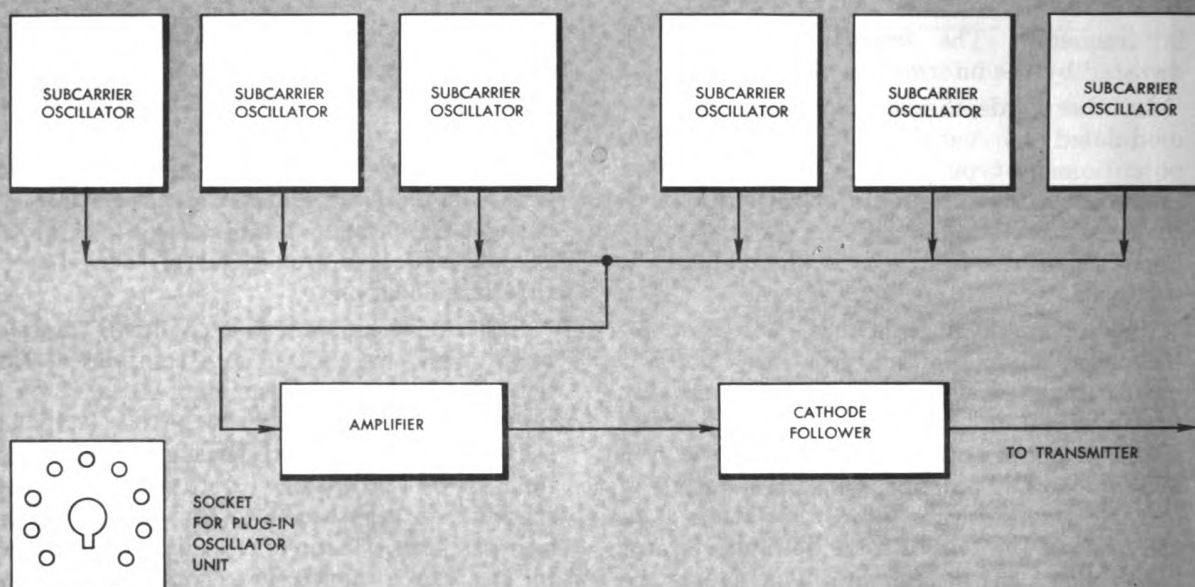 SUBCARRIER
OSCILLATOR
SUBCARRIER
OSCILLATOR
SUBCARRIER
OSCILLATOR
SUBCARRIER
OSCILLATOR
SUBCARRIER
OSCILLATOR
SUBCARRIER
OSCILLATOR
AMPLIFIER
CATHODE
FOLLOWER
TO TRANSMITTER
SOCKET
FOR PLUG-IN
OSCILLATOR
UNIT